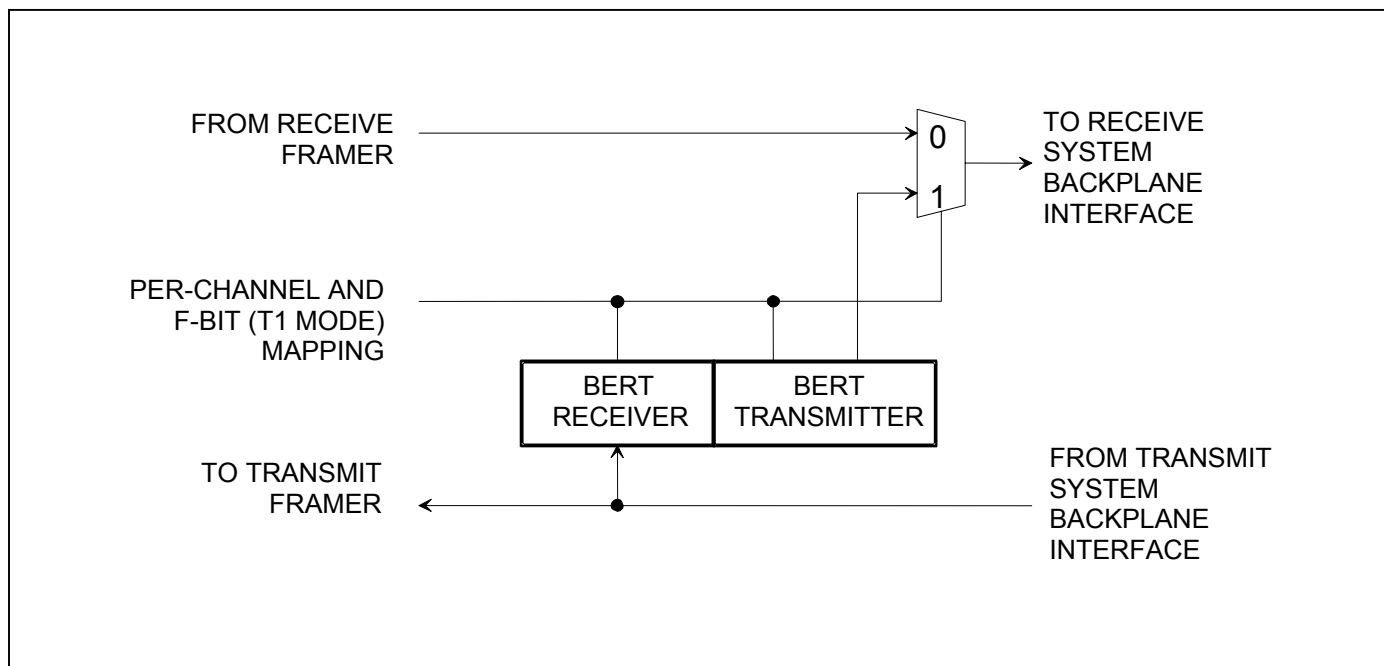 FROM RECEIVE
FRAMER
0
1
TO RECEIVE
SYSTEM
BACKPLANE
INTERFACE
PER-CHANNEL AND
F-BIT (T1 MODE)
MAPPING
BERT
RECEIVER
BERT
TRANSMITTER
TO TRANSMIT
FRAMER
FROM TRANSMIT
SYSTEM
BACKPLANE
INTERFACE